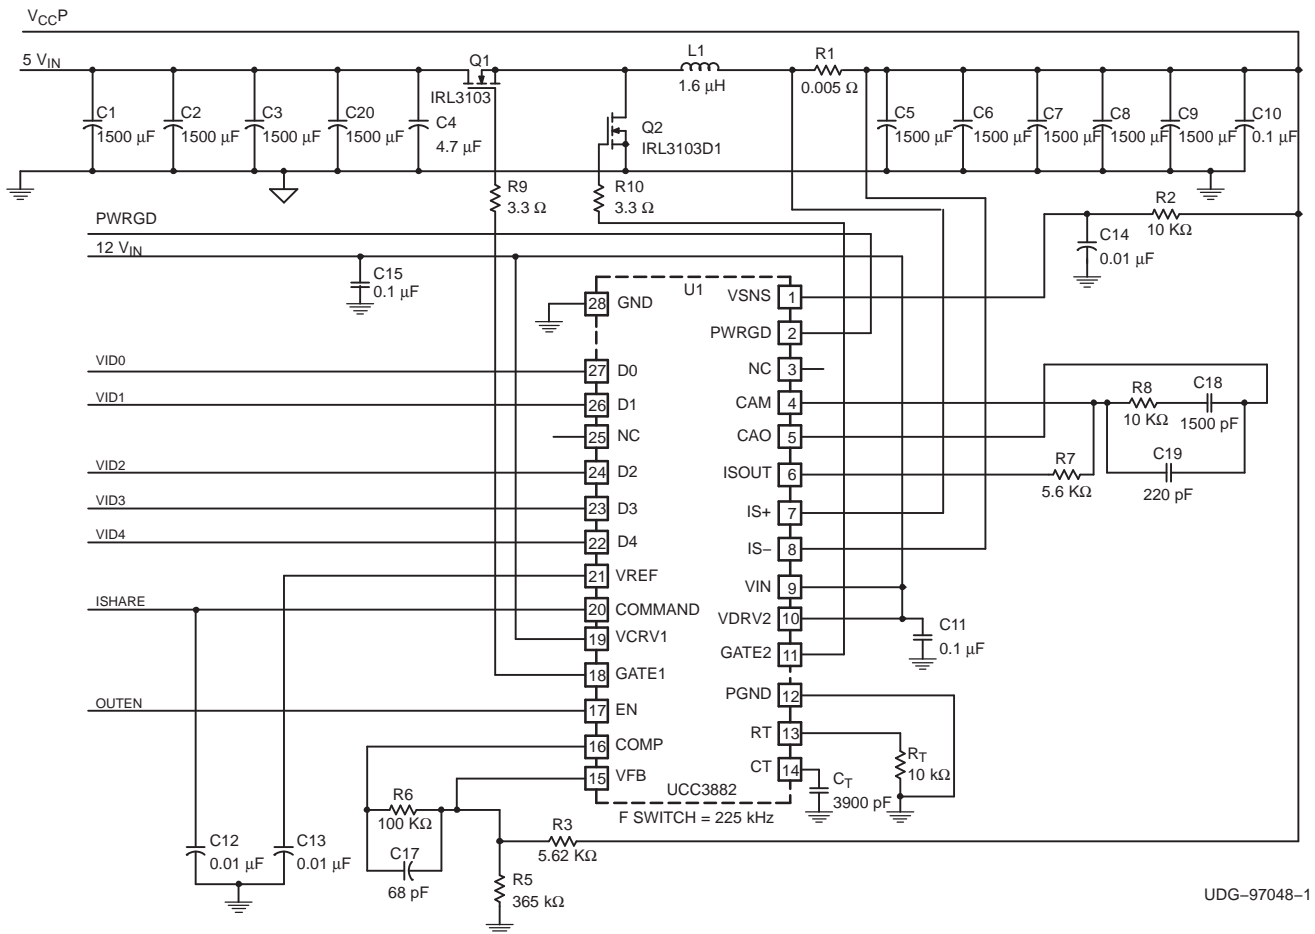 VCCP
5 VIN
Q1
IRL3103
L1
1.6 μH
R1
0.005 Ω
C1
1500 μF
C2
1500 μF
C3
1500 μF
C20
1500 μF
C4
4.7 μF
Q2
IRL3103D1
C5
1500 μF
C6
1500 μF
C7
1500 μF
C8
1500 μF
C9
1500 μF
C10
0.1 μF
R9
3.3 Ω
R10
3.3 Ω
R2
10 KΩ
PWRGD
12 VIN
C14
0.01 μF
C15
0.1 μF
U1
28 GND
VSNS 1
PWRGD 2
VID0
27 D0
NC 3
VID1
26 D1
CAM 4
R8
10 KΩ
C18
1500 pF
25 NC
CAO 5
C19
220 pF
VID2
24 D2
ISOUT 6
R7
5.6 KΩ
VID3
23 D3
IS+ 7
VID4
22 D4
IS– 8
21 VREF
VIN 9
ISHARE
20 COMMAND
VDRV2 10
C11
0.1 μF
19 VCRV1
GATE2 11
18 GATE1
PGND 12
OUTEN
17 EN
RT 13
RT
10 kΩ
16 COMP
CT 14
CT
3900 pF
15 VFB
UCC3882
F SWITCH = 225 kHz
R6
100 KΩ
C17
68 pF
R3
5.62 KΩ
C12
0.01 μF
C13
0.01 μF
R5
365 kΩ
UDG–97048–1